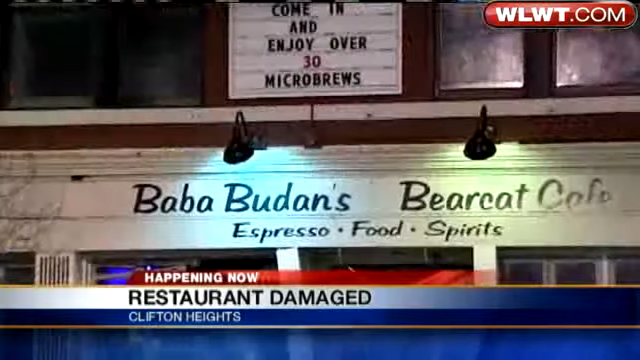 WLWT.COM
COME IN
AND
ENJOY OVER
30
MICROBREWS
Baba Budan's Bearcat Cafe
Espresso · Food · Spirits
HAPPENING NOW
RESTAURANT DAMAGED
CLIFTON HEIGHTS